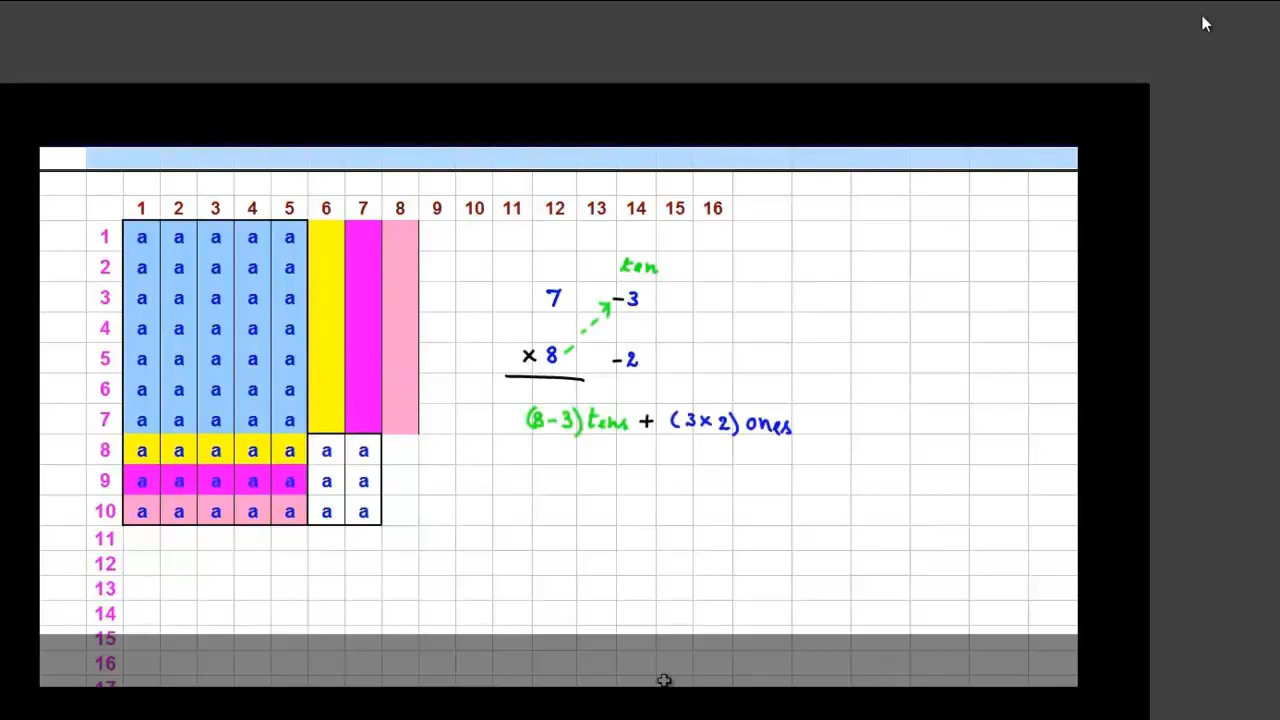 1 2 3 4 5 6 7 8 9 10 11 12 13 14 15 16
1 a a a a a
2 a a a a a ten
3 a a a a a 7 -3
4 a a a a a
5 a a a a a × 8 -2
6 a a a a a
7 a a a a a (8-3) tens + (3×2) ones
8 a a a a a a a
9 a a a a a a a
10 a a a a a a a
11
12
13
14
15
16
17